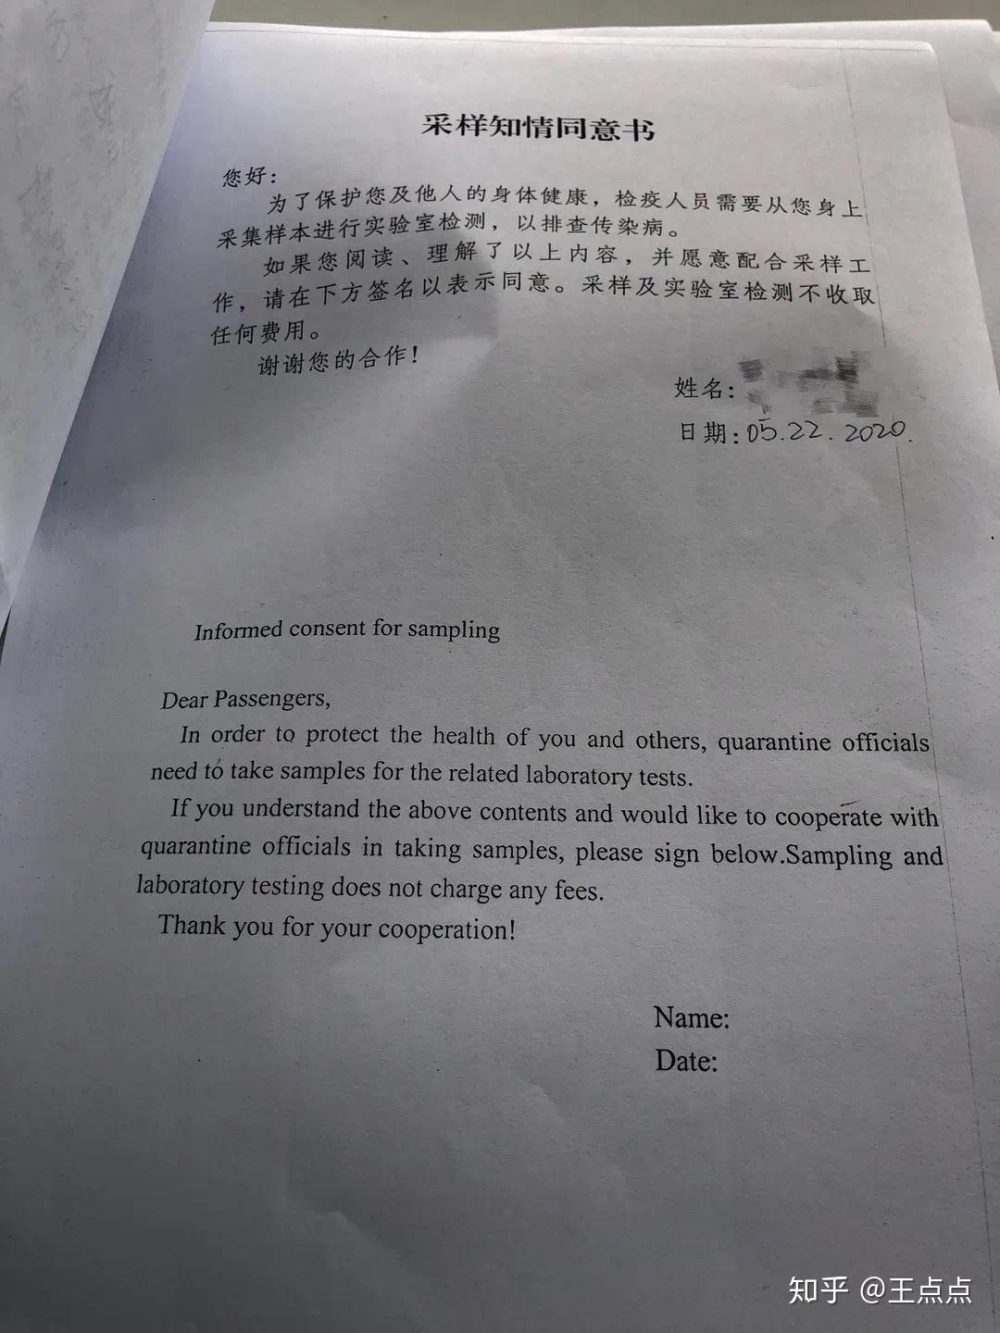 采样知情同意书
您好：
为了保护您及他人的身体健康，检疫人员需要从您身上
采集样本进行实验室检测，以排查传染病。
如果您阅读、理解了以上内容，并愿意配合采样工
作，请在下方签名以表示同意。采样及实验室检测不收取
任何费用。
谢谢您的合作！
姓名：
日期：05.22.2020.
Informed consent for sampling
Dear Passengers,
In order to protect the health of you and others, quarantine officials
need to take samples for the related laboratory tests.
If you understand the above contents and would like to cooperate with
quarantine officials in taking samples, please sign below.Sampling and
laboratory testing does not charge any fees.
Thank you for your cooperation!
Name:
Date:
知乎 @王点点